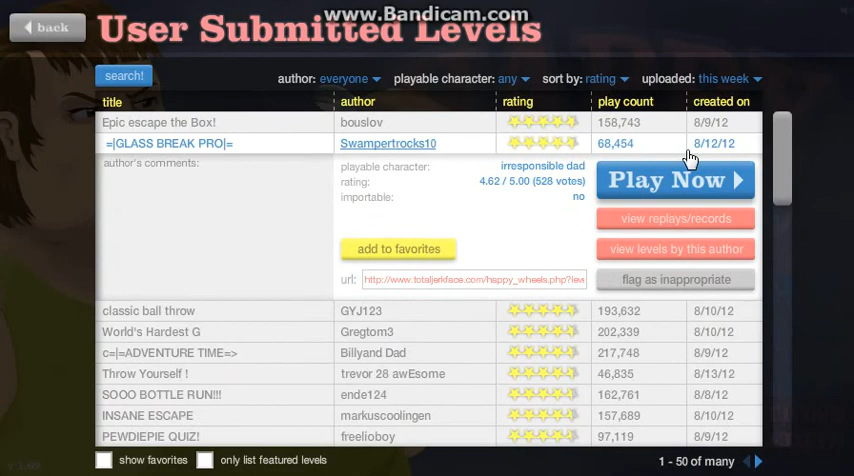 www.Bandicam.com
back
User Submitted Levels
search!
author: everyone playable character: any sort by: rating uploaded: this week
title author rating play count created on
Epic escape the Box! bouslov 158,743 8/9/12
=|GLASS BREAK PRO|= Swampertrocks10 68,454 8/12/12
author's comments:
playable character: irresponsible dad
rating: 4.62 / 5.00 (528 votes)
importable: no
Play Now
view replays/records
add to favorites
view levels by this author
url: http://www.totaljerkface.com/happy_wheels.php?leve
flag as inappropriate
classic ball throw GYJ123 193,632 8/10/12
World's Hardest G Gregtom3 202,339 8/10/12
c=|=ADVENTURE TIME=> Billyand Dad 217,748 8/9/12
Throw Yourself ! trevor 28 awEsome 46,835 8/13/12
SOOO BOTTLE RUN!!! ende124 162,761 8/8/12
INSANE ESCAPE markuscoolingen 157,689 8/10/12
PEWDIEPIE QUIZ! freelioboy 97,119 8/9/12
show favorites only list featured levels
1 - 50 of many